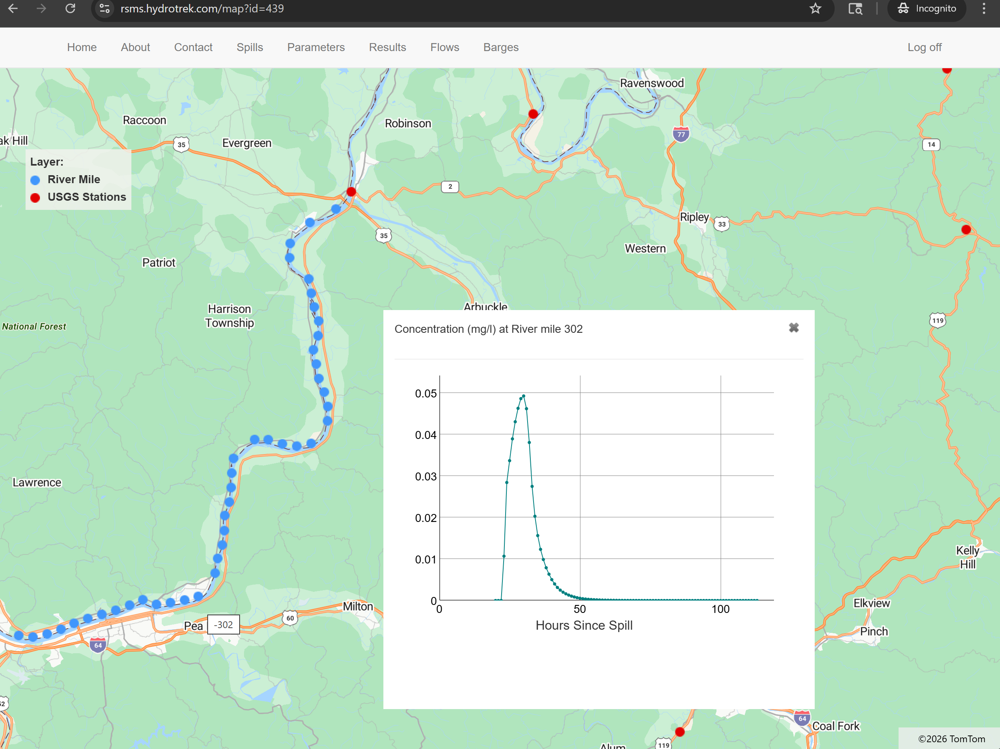 rsms.hydrotrek.com/map?id=439
Incognito
Home About Contact Spills Parameters Results Flows Barges Log off
Ravenswood
Raccoon
Robinson
77
ak Hill
35
Evergreen
14
Layer:
River Mile
USGS Stations
2
Ripley
33
35
Western
Patriot
Arbuckle
Harrison
Township
National Forest
119
Concentration (mg/l) at River mile 302
0.05
0.04
0.03
0.02
0.01
0
0 50 100
Hours Since Spill
Lawrence
Kelly
Hill
Milton
Elkview
60
Pea
-302
Pinch
64
52
64
Coal Fork
119
Alum
©2026 TomTom